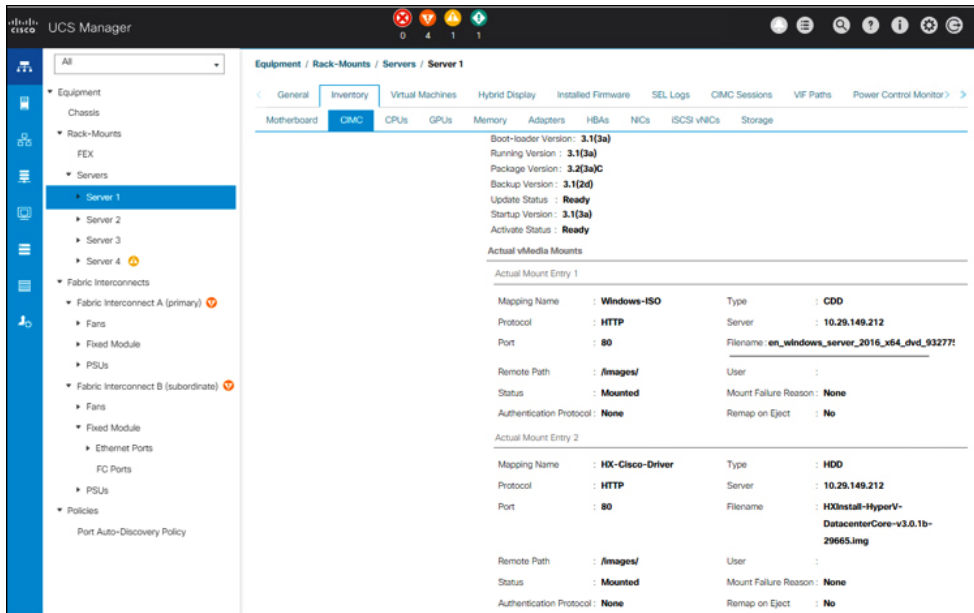 CISCO
UCS Manager
0 4 1 1
All
Equipment
Chassis
Rack-Mounts
FEX
Servers
Server 1
Server 2
Server 3
Server 4
Fabric Interconnects
Fabric Interconnect A (primary)
Fans
Fixed Module
PSUs
Fabric Interconnect B (subordinate)
Fans
Fixed Module
Ethernet Ports
FC Ports
PSUs
Policies
Port Auto-Discovery Policy
Equipment / Rack-Mounts / Servers / Server 1
General Inventory Virtual Machines Hybrid Display Installed Firmware SEL Logs CIMC Sessions VIF Paths Power Control Monitor
Motherboard CIMC CPUs GPUs Memory Adapters HBAs NICs iSCSI vNICs Storage
Boot-loader Version : 3.1(3a)
Running Version : 3.1(3a)
Package Version : 3.2(3a)C
Backup Version : 3.1(2d)
Update Status : Ready
Startup Version : 3.1(3a)
Activate Status : Ready
Actual vMedia Mounts
Actual Mount Entry 1
Mapping Name : Windows-ISO Type : CDD
Protocol : HTTP Server : 10.29.149.212
Port : 80 Filename : en_windows_server_2016_x64_dvd_93277
Remote Path : /images/ User :
Status : Mounted Mount Failure Reason : None
Authentication Protocol : None Remap on Eject : No
Actual Mount Entry 2
Mapping Name : HX-Cisco-Driver Type : HDD
Protocol : HTTP Server : 10.29.149.212
Port : 80 Filename : HXInstall-HyperV-
DatacenterCore-v3.0.1b-
29665.img
Remote Path : /images/ User :
Status : Mounted Mount Failure Reason : None
Authentication Protocol : None Remap on Eject : No